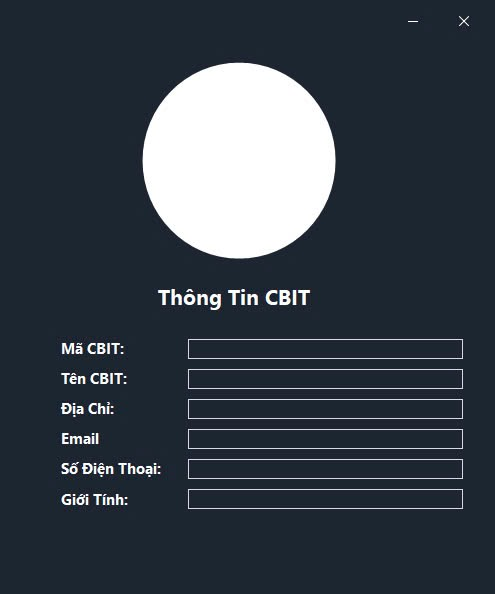 Thông Tin CBIT
Mã CBIT:
Tên CBIT:
Địa Chỉ:
Email
Số Điện Thoại:
Giới Tính: